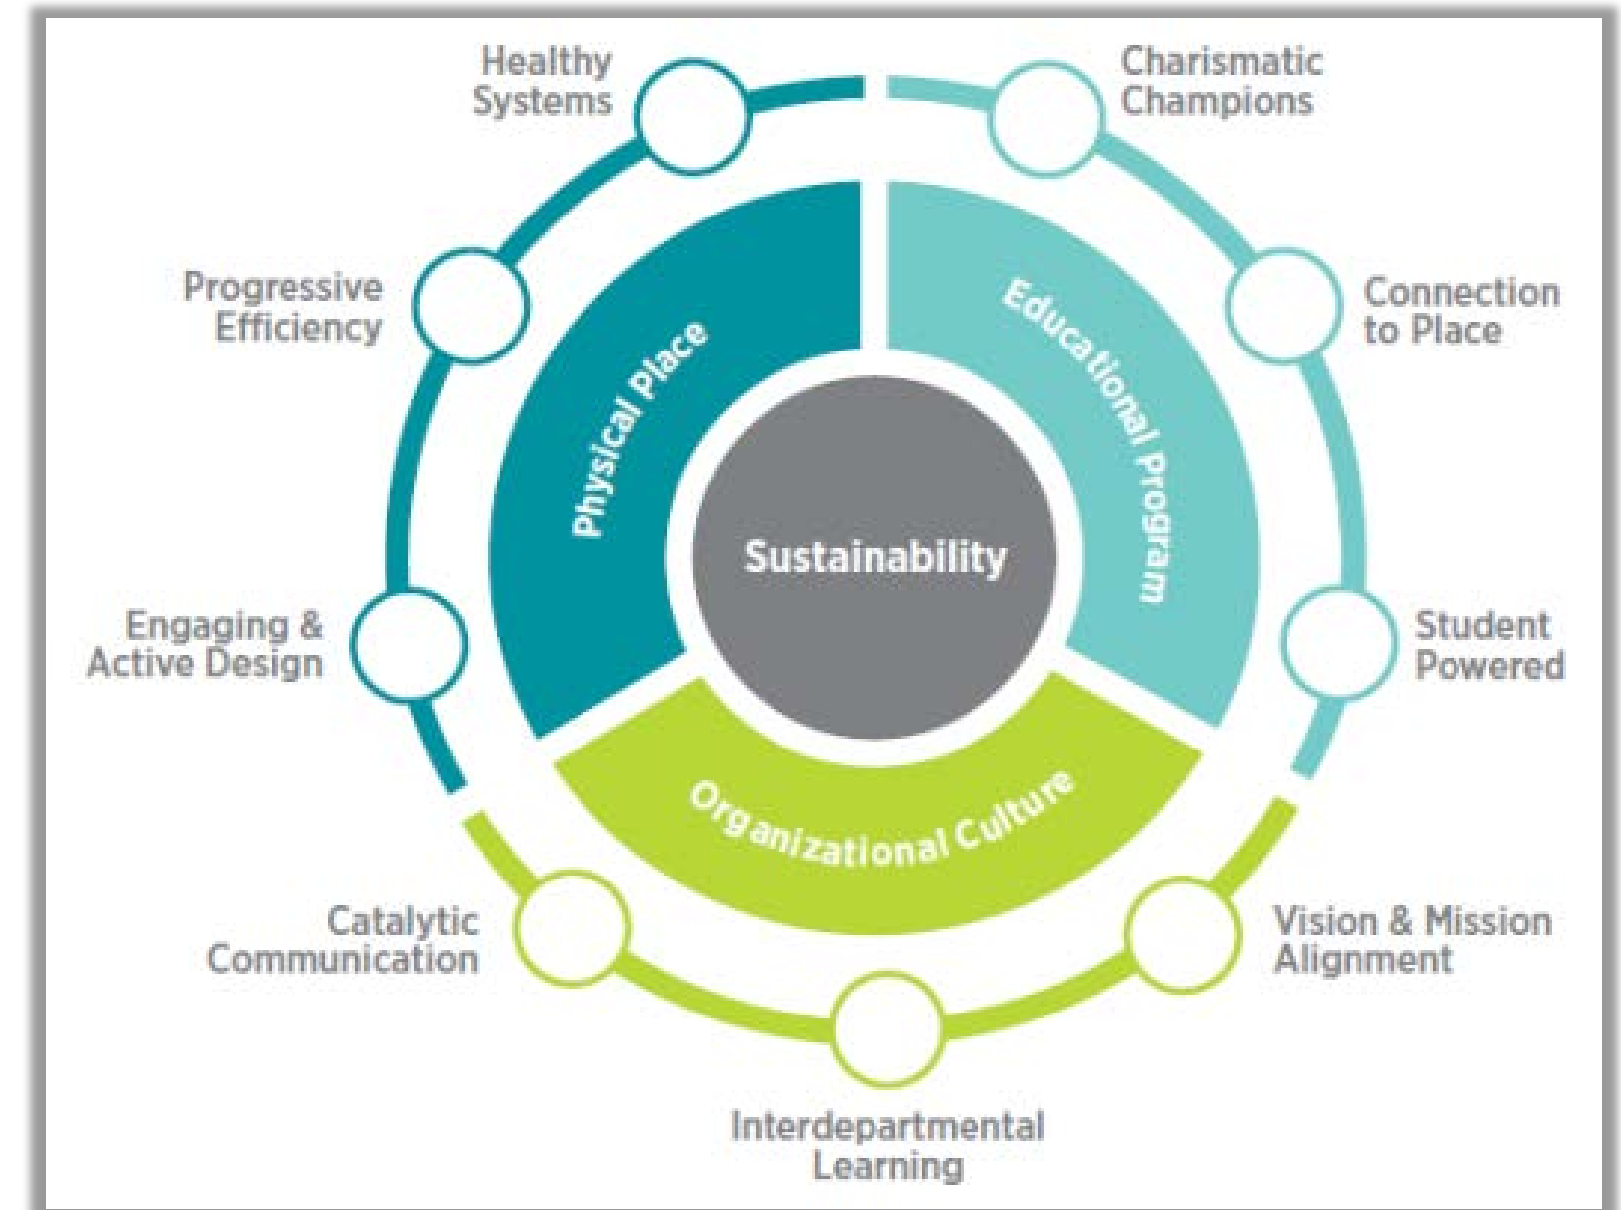 Healthy
Systems
Charismatic
Champions
Progressive
Efficiency
Connection
to Place
Physical Place
Educational Program
Sustainability
Engaging &
Active Design
Student
Powered
Organizational Culture
Catalytic
Communication
Vision & Mission
Alignment
Interdepartmental
Learning